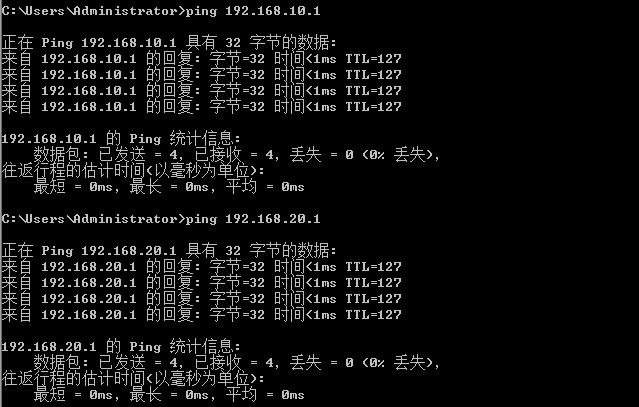 C:\Users\Administrator>ping 192.168.10.1
正在 Ping 192.168.10.1 具有 32 字节的数据:
来自 192.168.10.1 的回复: 字节=32 时间<1ms TTL=127
来自 192.168.10.1 的回复: 字节=32 时间<1ms TTL=127
来自 192.168.10.1 的回复: 字节=32 时间<1ms TTL=127
来自 192.168.10.1 的回复: 字节=32 时间<1ms TTL=127
192.168.10.1 的 Ping 统计信息:
数据包: 已发送 = 4, 已接收 = 4, 丢失 = 0 (0% 丢失),
往返行程的估计时间(以毫秒为单位):
最短 = 0ms, 最长 = 0ms, 平均 = 0ms
C:\Users\Administrator>ping 192.168.20.1
正在 Ping 192.168.20.1 具有 32 字节的数据:
来自 192.168.20.1 的回复: 字节=32 时间<1ms TTL=127
来自 192.168.20.1 的回复: 字节=32 时间<1ms TTL=127
来自 192.168.20.1 的回复: 字节=32 时间<1ms TTL=127
来自 192.168.20.1 的回复: 字节=32 时间<1ms TTL=127
192.168.20.1 的 Ping 统计信息:
数据包: 已发送 = 4, 已接收 = 4, 丢失 = 0 (0% 丢失),
往返行程的估计时间(以毫秒为单位):
最短 = 0ms, 最长 = 0ms, 平均 = 0ms